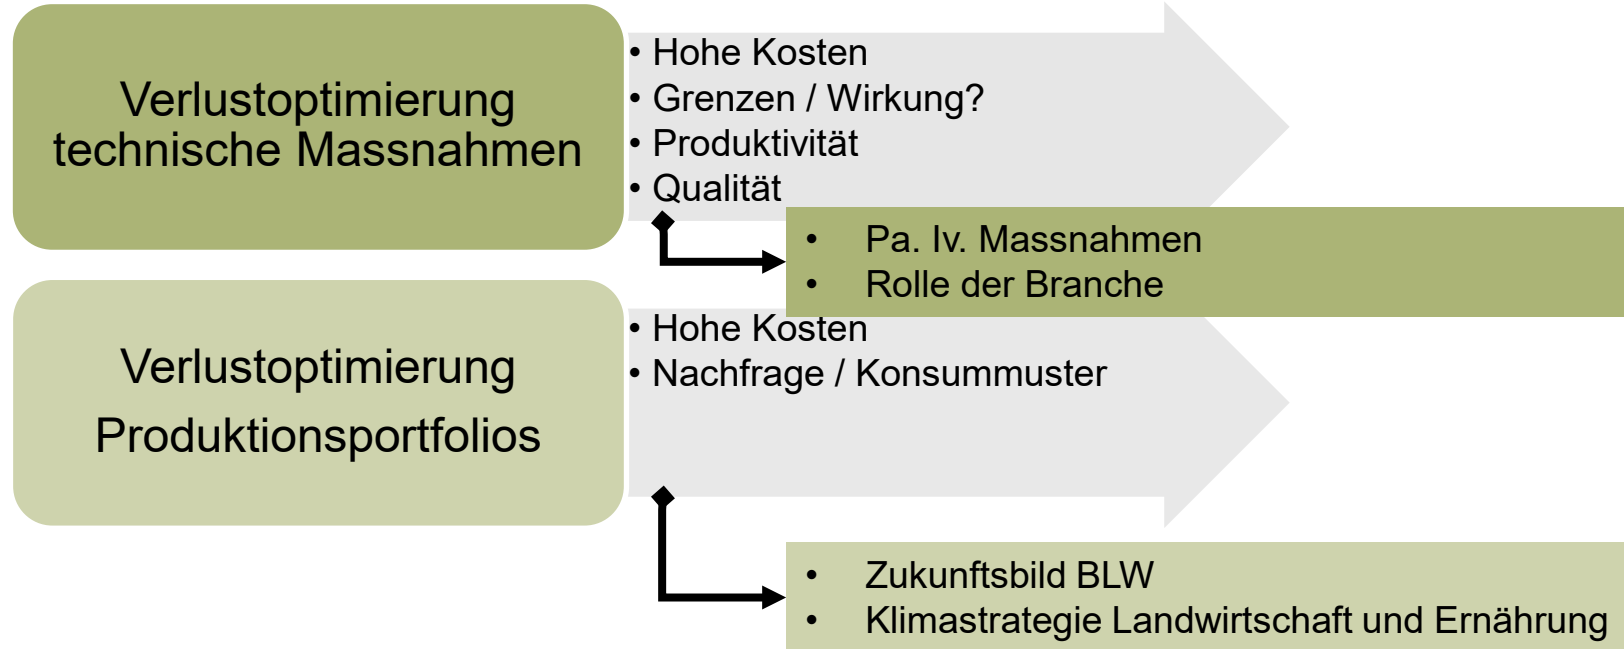 Verlustoptimierung
technische Massnahmen
• Hohe Kosten
• Grenzen / Wirkung?
• Produktivität
• Qualität
• Pa. Iv. Massnahmen
• Rolle der Branche
Verlustoptimierung
Produktionsportfolios
• Hohe Kosten
• Nachfrage / Konsummuster
• Zukunftsbild BLW
• Klimastrategie Landwirtschaft und Ernährung